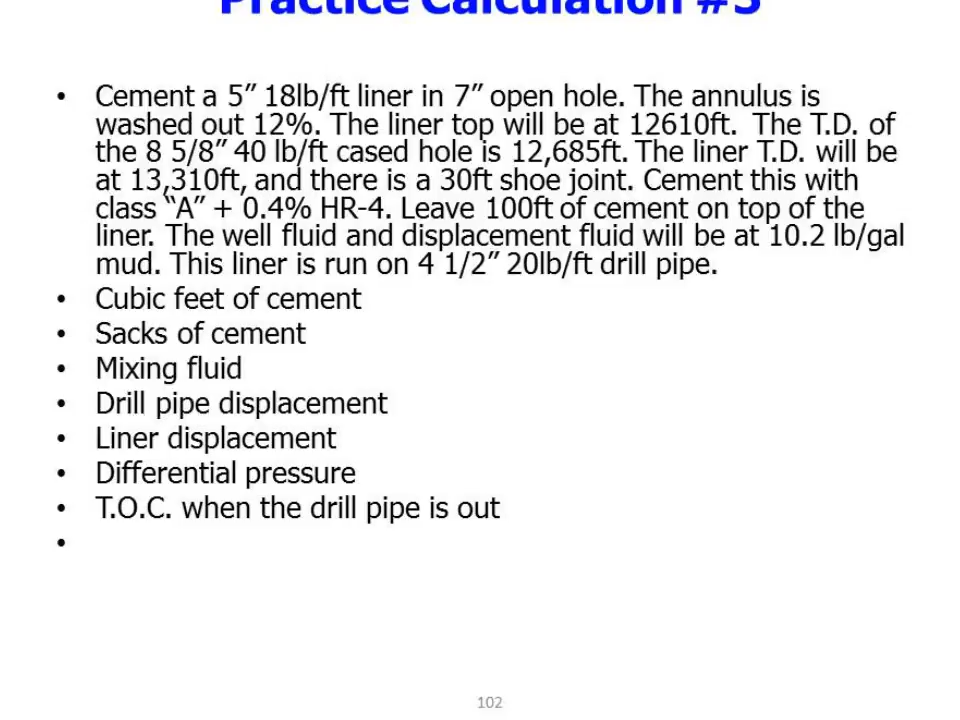 Practice Calculation #3
• Cement a 5” 18lb/ft liner in 7” open hole. The annulus is
washed out 12%. The liner top will be at 12610ft. The T.D. of
the 8 5/8” 40 lb/ft cased hole is 12,685ft. The liner T.D. will be
at 13,310ft, and there is a 30ft shoe joint. Cement this with
class “A” + 0.4% HR-4. Leave 100ft of cement on top of the
liner. The well fluid and displacement fluid will be at 10.2 lb/gal
mud. This liner is run on 4 1/2” 20lb/ft drill pipe.
• Cubic feet of cement
• Sacks of cement
• Mixing fluid
• Drill pipe displacement
• Liner displacement
• Differential pressure
• T.O.C. when the drill pipe is out
•
102